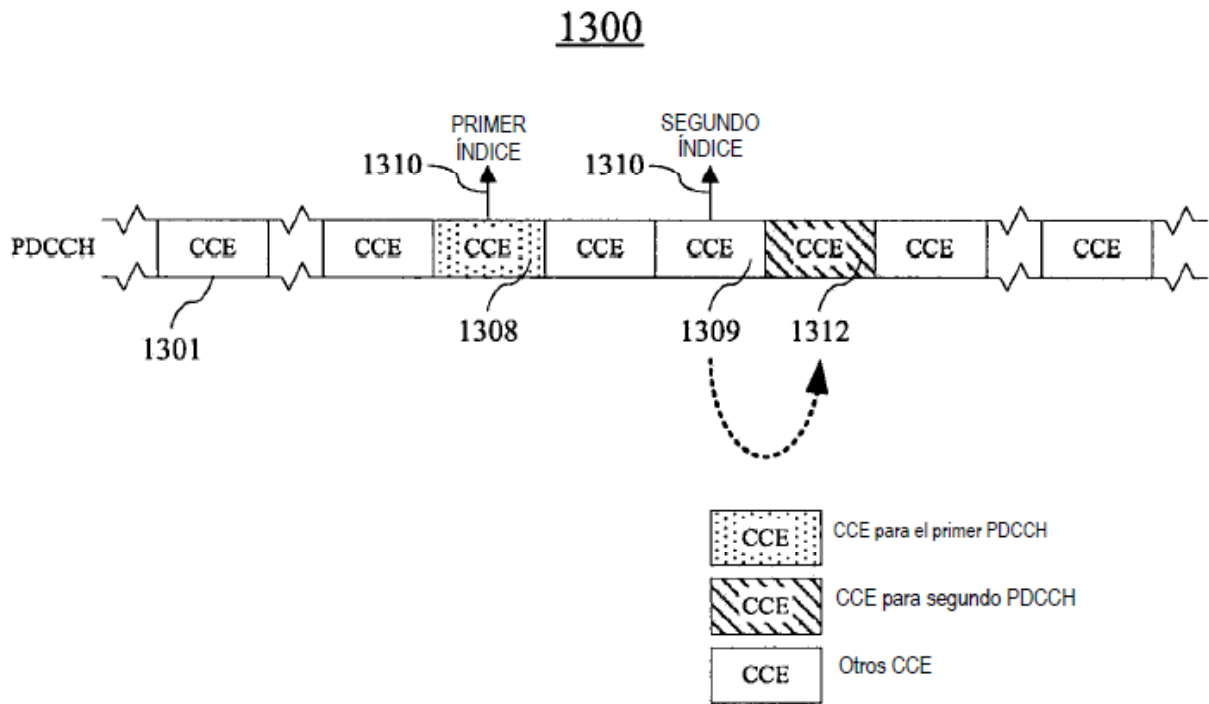 1300
PRIMER
ÍNDICE
SEGUNDO
ÍNDICE
1310
1310
PDCCH
CCE
CCE
CCE
CCE
CCE
CCE
CCE
CCE
1301
1308
1309
1312
CCE
CCE para el primer PDCCH
CCE
CCE para segundo PDCCH
CCE
Otros CCE